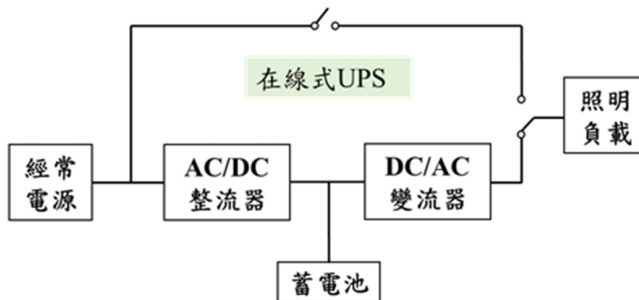 在線式UPS
照明
負載
經常
電源
AC/DC
整流器
DC/AC
變流器
蓄電池